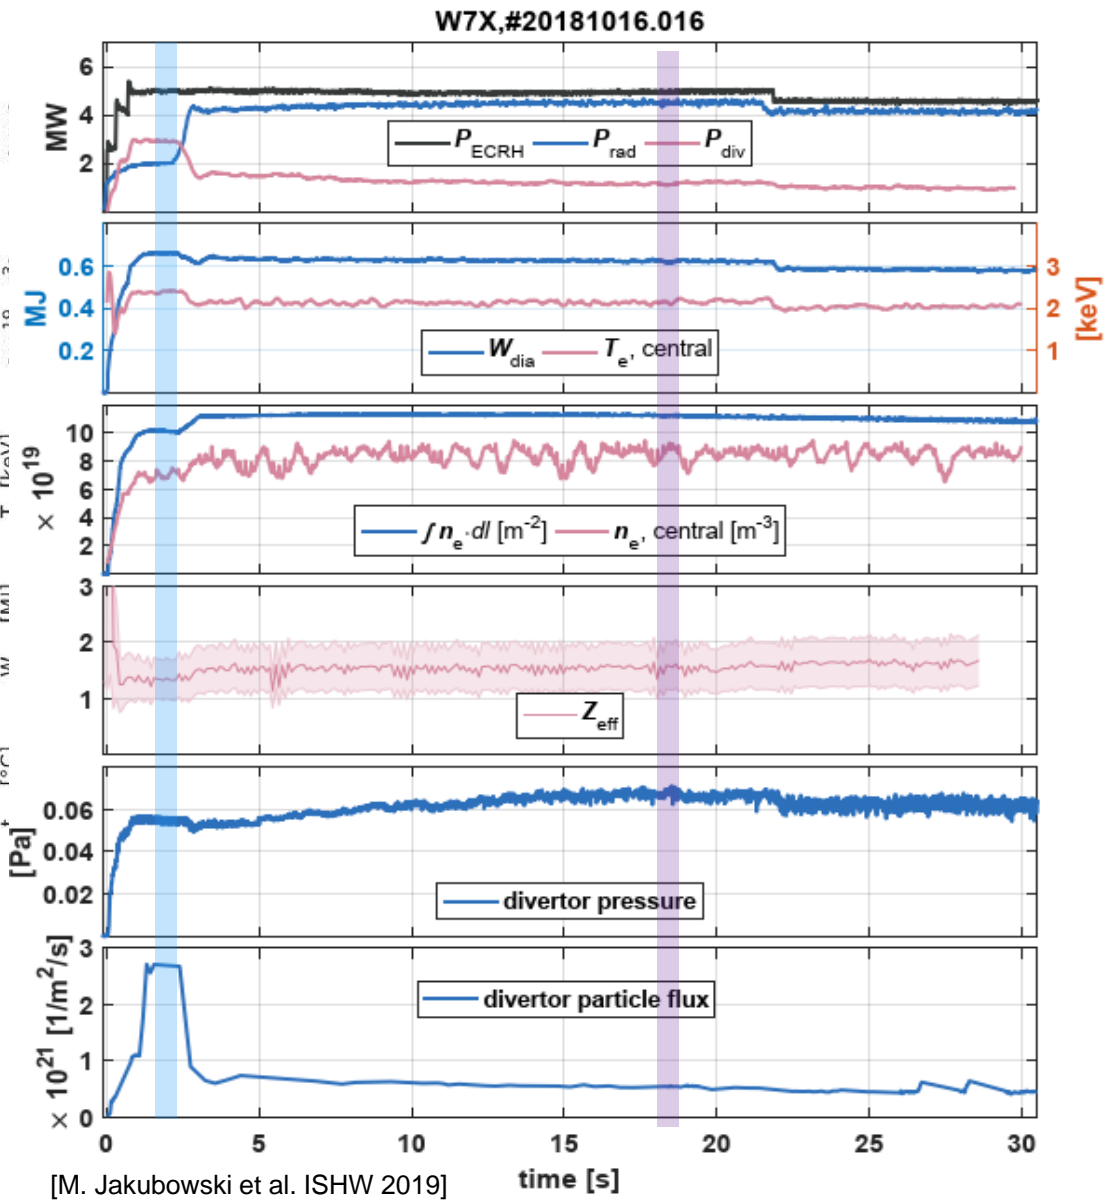 W7X,#20181016.016
6
4
2
MW
P_ECRH P_rad P_div
0.6
0.4
0.2
MJ
3
2
1
[keV]
W_dia T_e, central
10
8
6
4
2
× 10^19
∫n_e·dl [m^-2] n_e, central [m^-3]
3
2
1
Z_eff
0.06
0.04
0.02
[Pa]
divertor pressure
3
2
1
0
× 10^21 [1/m^2/s]
divertor particle flux
0 5 10 15 20 25 30
time [s]
[M. Jakubowski et al. ISHW 2019]